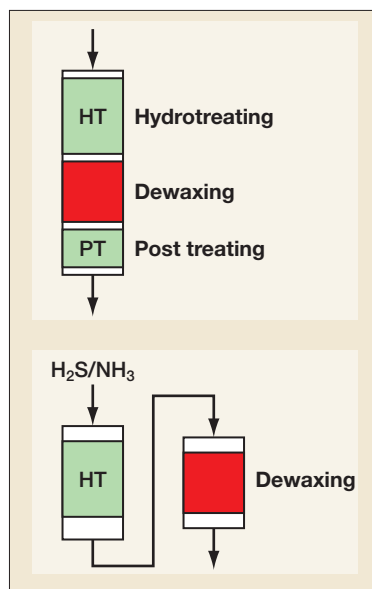 HT Hydrotreating
Dewaxing
PT Post treating
H₂S/NH₃
HT
Dewaxing